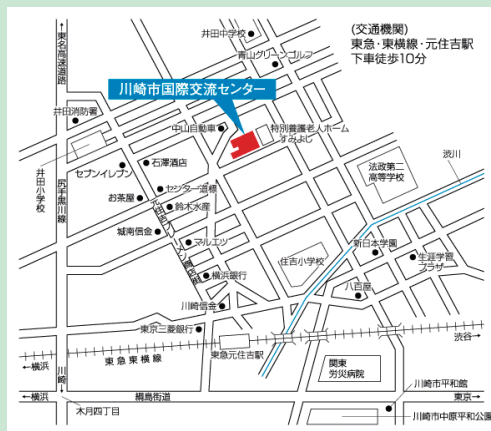 (交通機関)
東急・東横線・元住吉駅
下車徒歩10分
井田中学校
青山グリーンゴルフ
↑東名高速道路
川崎市国際交流センター
井田消防署
中山自動車
特別養護老人ホーム
すみよし
井田小学校
セブンイレブン
石澤酒店
法政第二
高等学校
渋川
尻手黒川線
お茶屋
センター道標
鈴木水産
城南信金
マルエツ
新日本学園
住吉小学校
生涯学習
プラザ
横浜銀行
八百屋
川崎信金
東京三菱銀行
東急東横線
東急元住吉駅
←横浜
渋谷→
関東
労災病院
川崎↓
川崎市平和館
←横浜
綱島街道
東京→
木月四丁目
川崎市中原平和公園